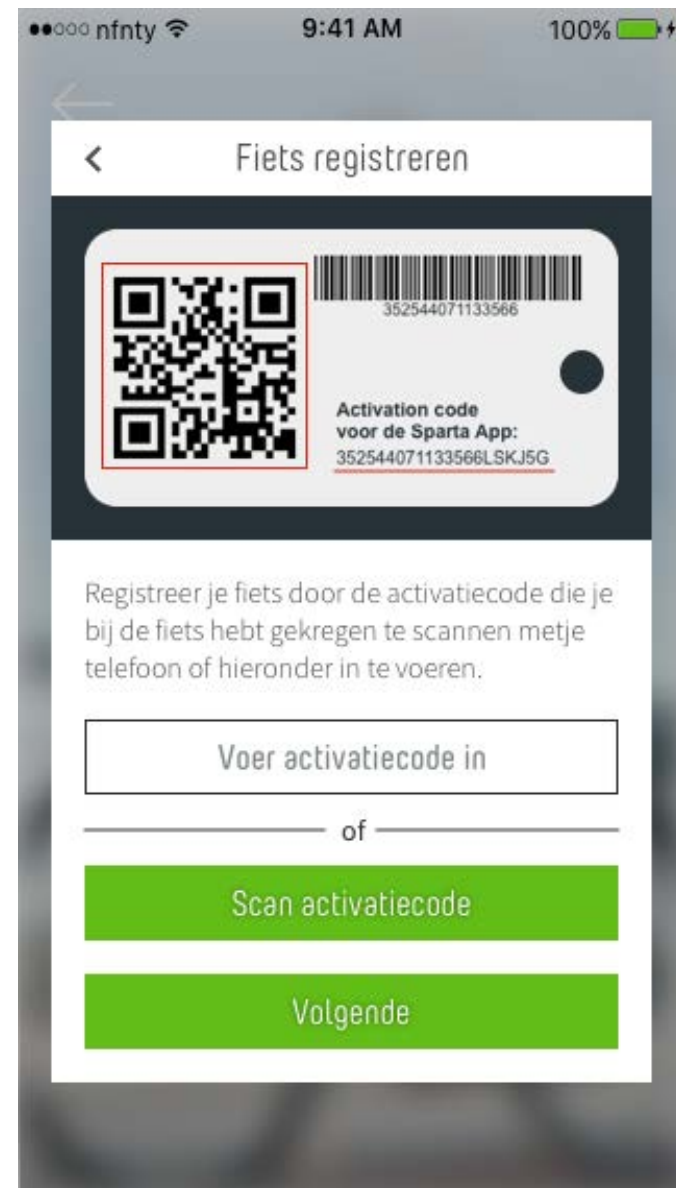 nfnty 9:41 AM 100%
Fiets registreren
352544071133566
Activation code
voor de Sparta App:
352544071133566LSKJ5G
Registreer je fiets door de activatiecode die je
bij de fiets hebt gekregen te scannen metje
telefoon of hieronder in te voeren.
Voer activatiecode in
of
Scan activatiecode
Volgende